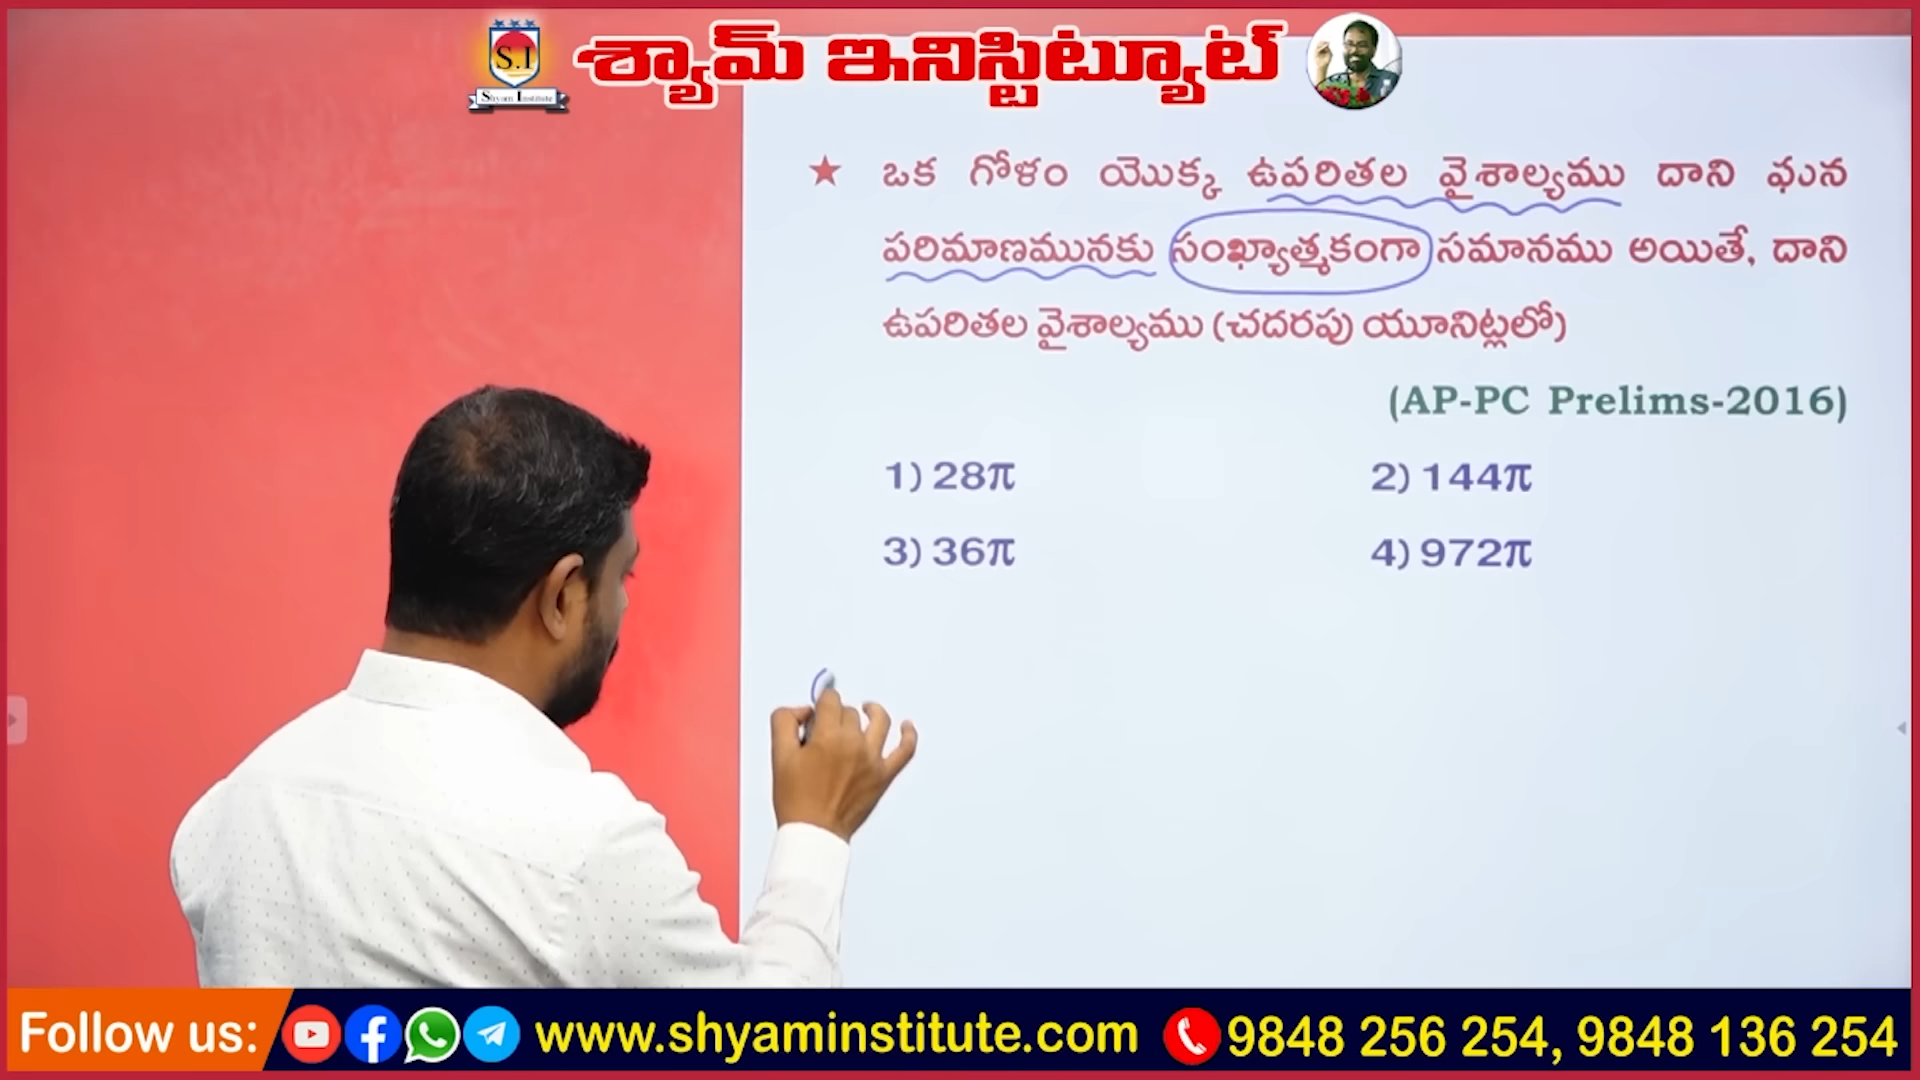 S.I
Shyam Institute
శ్యామ్ ఇనిస్టిట్యూట్
★ ఒక గోళం యొక్క ఉపరితల వైశాల్యము దాని ఘన
పరిమాణమునకు సంఖ్యాత్మకంగా సమానము అయితే, దాని
ఉపరితల వైశాల్యము (చదరపు యూనిట్లలో)
(AP-PC Prelims-2016)
1) 28π 2) 144π
3) 36π 4) 972π
Follow us: www.shyaminstitute.com 9848 256 254, 9848 136 254